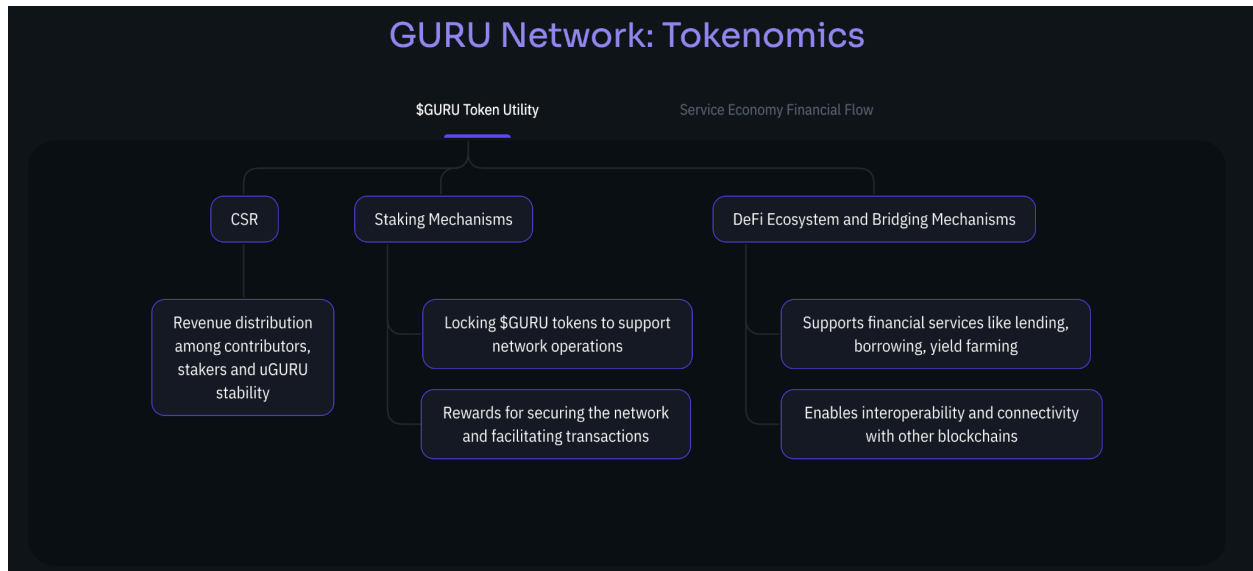 GURU Network: Tokenomics
$GURU Token Utility
Service Economy Financial Flow
CSR
Staking Mechanisms
DeFi Ecosystem and Bridging Mechanisms
Revenue distribution
among contributors,
stakers and uGURU
stability
Locking $GURU tokens to support
network operations
Rewards for securing the network
and facilitating transactions
Supports financial services like lending,
borrowing, yield farming
Enables interoperability and connectivity
with other blockchains